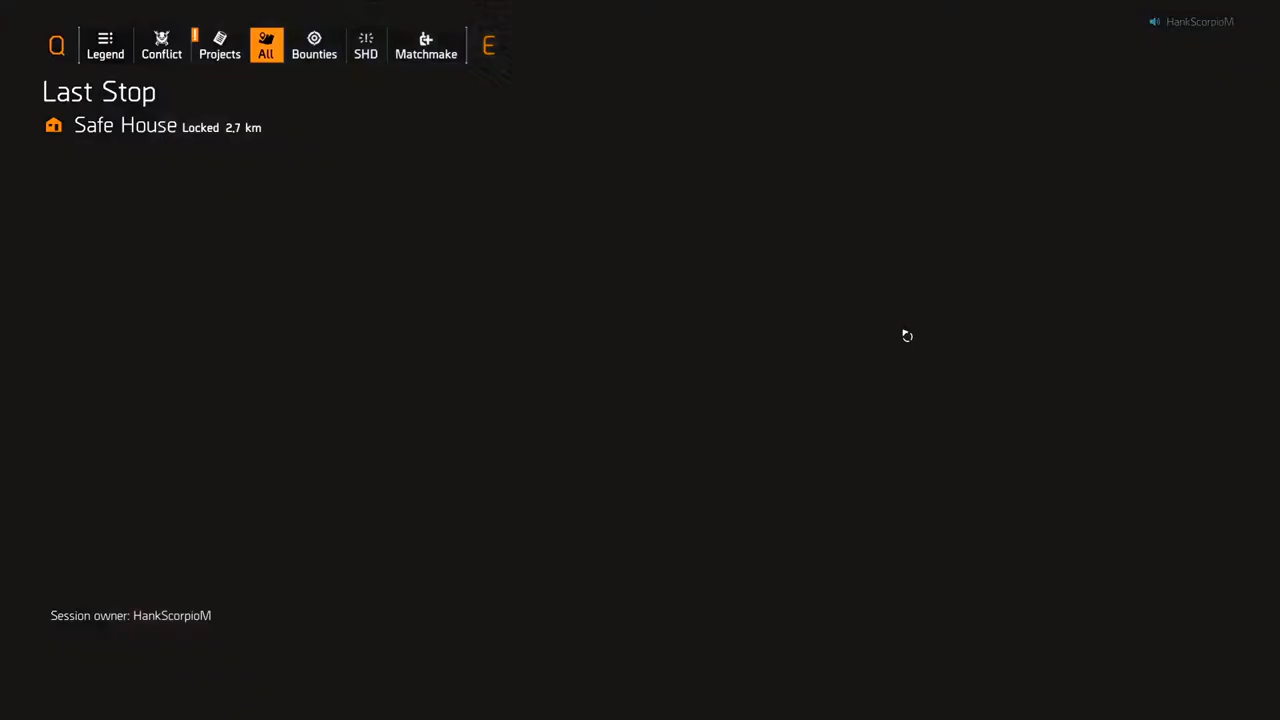 HankScorpioM
Q Legend Conflict Projects All Bounties SHD Matchmake E
Last Stop
Safe House Locked 2,7 km
Session owner: HankScorpioM